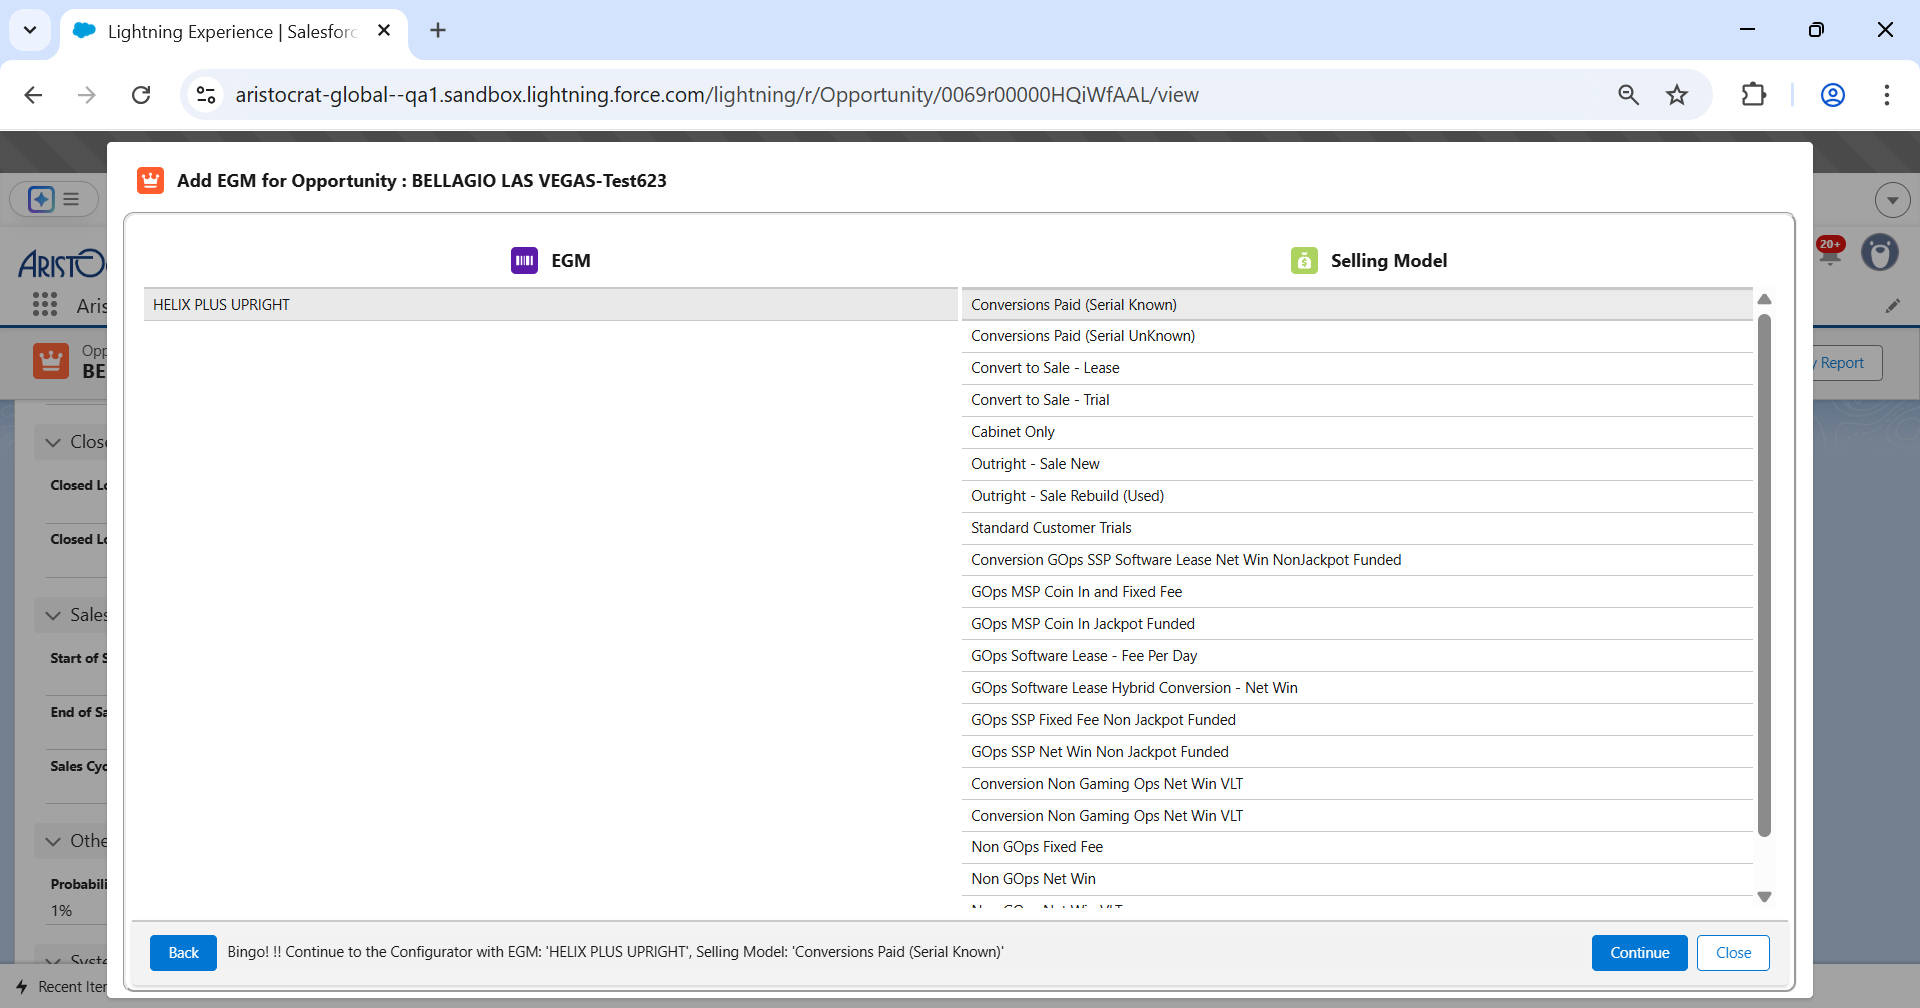 Lightning Experience | Salesforc
aristocrat-global--qa1.sandbox.lightning.force.com/lightning/r/Opportunity/0069r00000HQiWfAAL/view
Add EGM for Opportunity : BELLAGIO LAS VEGAS-Test623
EGM
Selling Model
HELIX PLUS UPRIGHT
Conversions Paid (Serial Known)
Conversions Paid (Serial UnKnown)
Convert to Sale - Lease
Convert to Sale - Trial
Cabinet Only
Outright - Sale New
Outright - Sale Rebuild (Used)
Standard Customer Trials
Conversion GOps SSP Software Lease Net Win NonJackpot Funded
GOps MSP Coin In and Fixed Fee
GOps MSP Coin In Jackpot Funded
GOps Software Lease - Fee Per Day
GOps Software Lease Hybrid Conversion - Net Win
GOps SSP Fixed Fee Non Jackpot Funded
GOps SSP Net Win Non Jackpot Funded
Conversion Non Gaming Ops Net Win VLT
Conversion Non Gaming Ops Net Win VLT
Non GOps Fixed Fee
Non GOps Net Win
Back
Bingo! !! Continue to the Configurator with EGM: 'HELIX PLUS UPRIGHT', Selling Model: 'Conversions Paid (Serial Known)'
Continue
Close
ARISTO
Aris
20+
Opp
BE
y Report
Clos
Closed Lo
Closed Lo
Sales
Start of S
End of Sa
Sales Cyc
Othe
Probabili
1%
Syste
Recent Iter